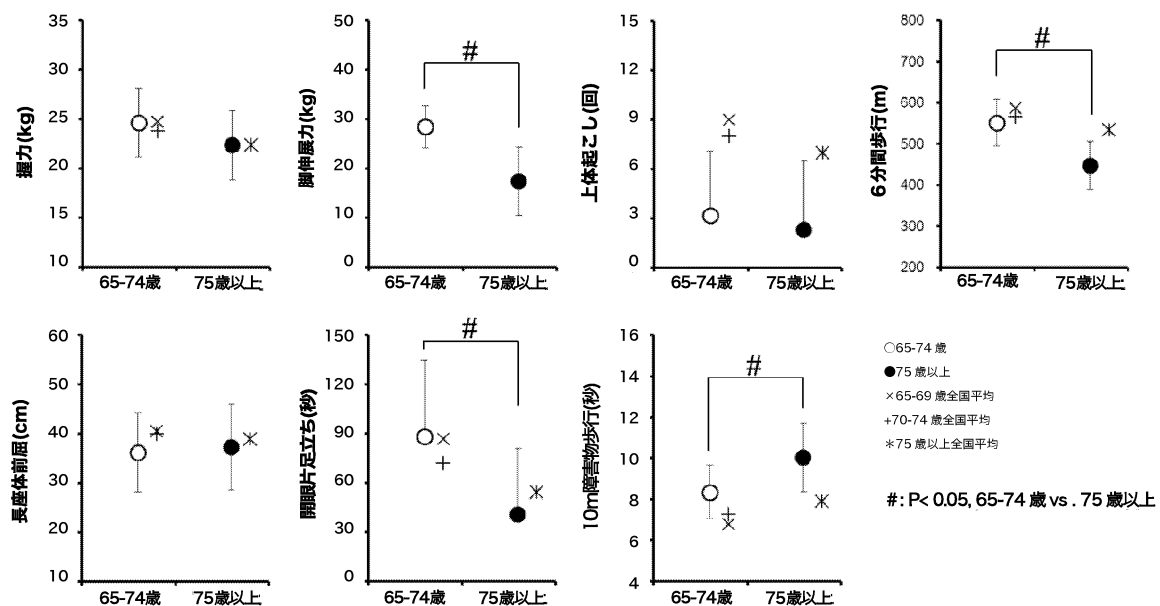 握力(kg)
35
30
25
20
15
10
65-74歳
75歳以上
脚伸展力(kg)
50
40
30
20
10
0
65-74歳
75歳以上
#
上体起こし(回)
15
12
9
6
3
0
65-74歳
75歳以上
6分間歩行(m)
800
700
600
500
400
300
200
65-74歳
75歳以上
#
長座体前屈(cm)
60
50
40
30
20
10
65-74歳
75歳以上
開眼片足立ち(秒)
150
120
90
60
30
0
65-74歳
75歳以上
#
10m障害物歩行(秒)
16
14
12
10
8
6
4
65-74歳
75歳以上
#
○65-74 歳
●75 歳以上
×65-69 歳全国平均
+70-74 歳全国平均
＊75 歳以上全国平均
#: P< 0.05, 65-74 歳 vs . 75 歳以上